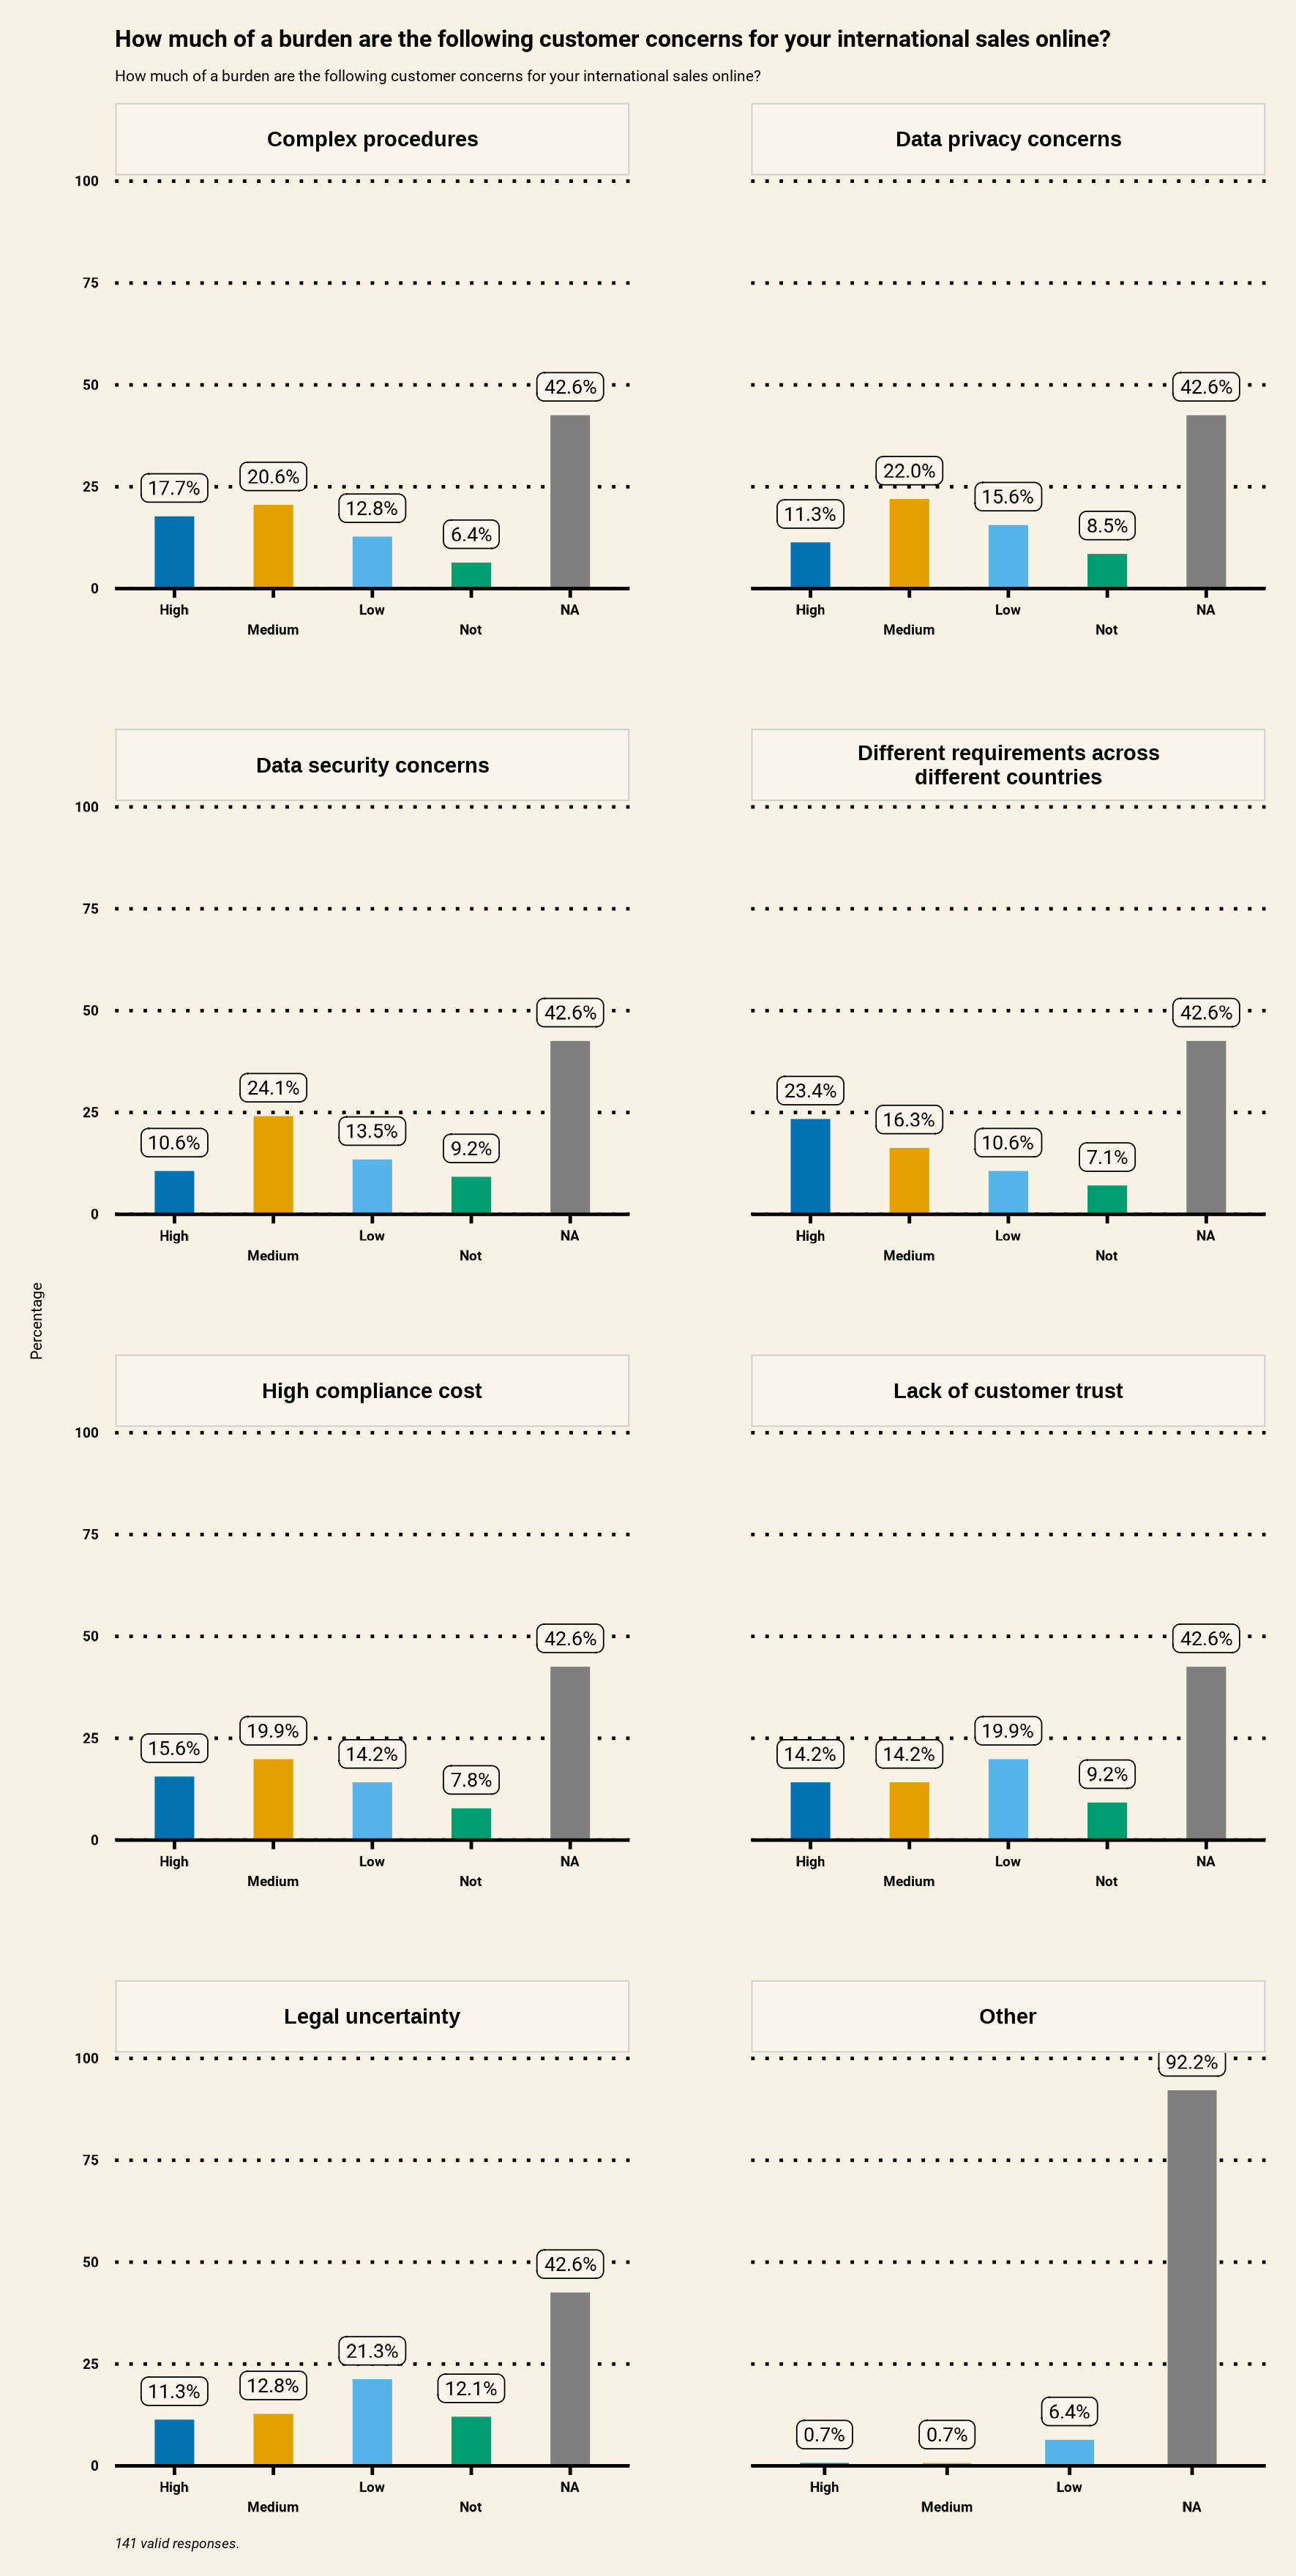 How much of a burden are the following customer concerns for your international sales online?
How much of a burden are the following customer concerns for your international sales online?
Complex procedures
100
75
50
25
0
17.7%
20.6%
12.8%
6.4%
42.6%
High
Medium
Low
Not
NA
Data privacy concerns
11.3%
22.0%
15.6%
8.5%
42.6%
High
Medium
Low
Not
NA
Data security concerns
100
75
50
25
0
10.6%
24.1%
13.5%
9.2%
42.6%
High
Medium
Low
Not
NA
Different requirements across
different countries
23.4%
16.3%
10.6%
7.1%
42.6%
High
Medium
Low
Not
NA
Percentage
High compliance cost
100
75
50
25
0
15.6%
19.9%
14.2%
7.8%
42.6%
High
Medium
Low
Not
NA
Lack of customer trust
14.2%
14.2%
19.9%
9.2%
42.6%
High
Medium
Low
Not
NA
Legal uncertainty
100
75
50
25
0
11.3%
12.8%
21.3%
12.1%
42.6%
High
Medium
Low
Not
NA
Other
0.7%
0.7%
6.4%
92.2%
High
Medium
Low
NA
141 valid responses.